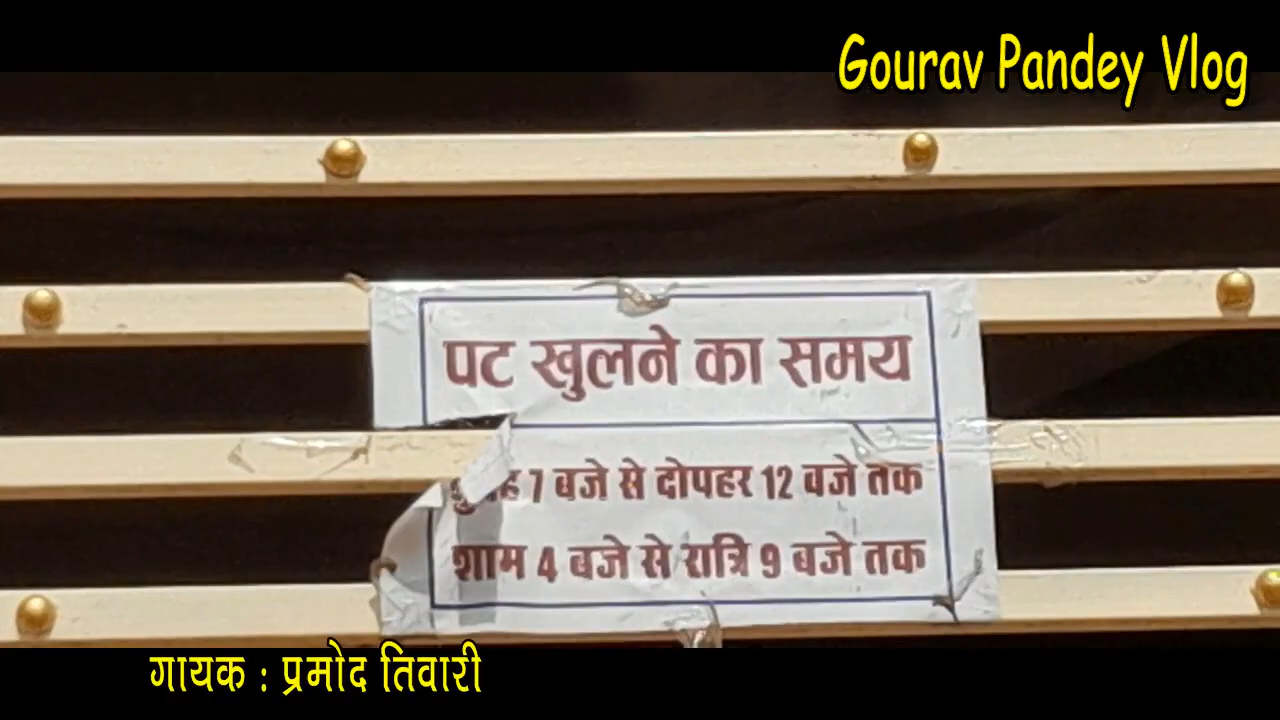 Gourav Pandey Vlog
पट खुलने का समय
7 बजे से दोपहर 12 बजे तक
शाम 4 बजे से रात्रि 9 बजे तक
गायक : प्रमोद तिवारी